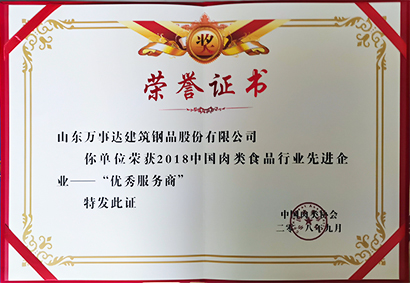 奖
荣誉证书
山东万事达建筑钢品股份有限公司
你单位荣获2018中国肉类食品行业先进企
业——“优秀服务商”
特发此证
中国肉类协会
二零一八年九月